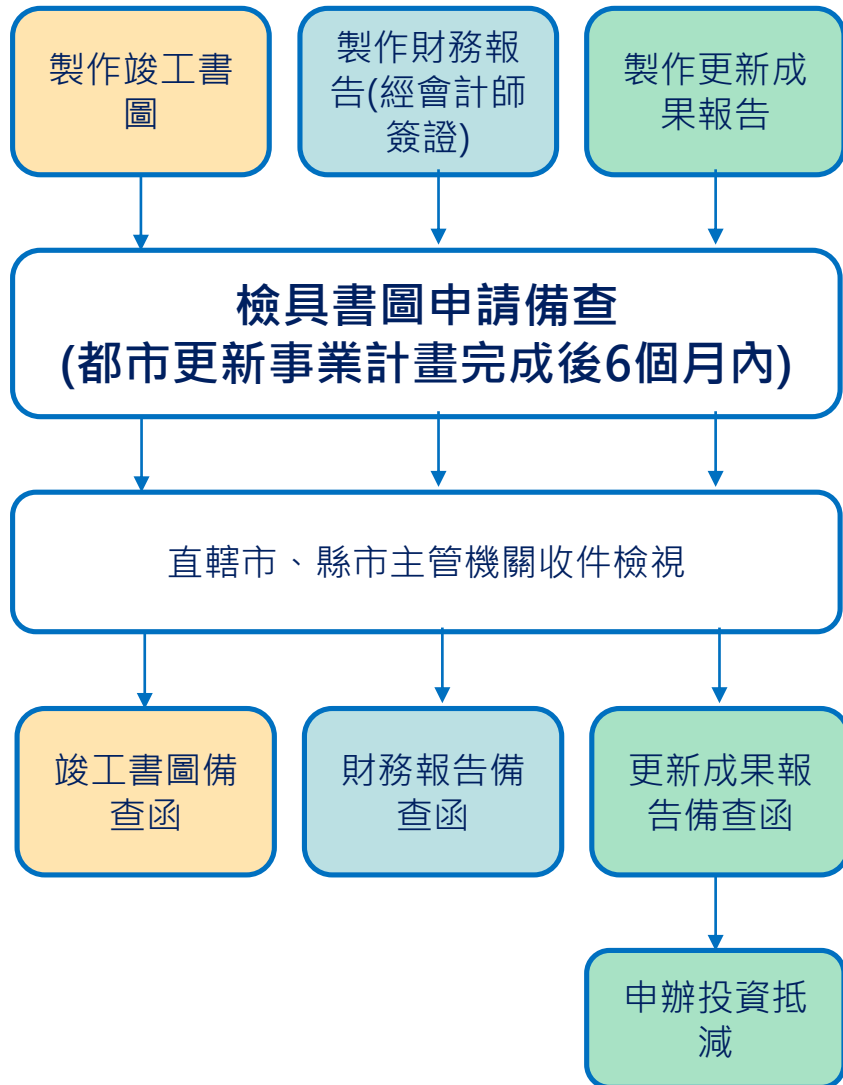 製作竣工書
圖
製作財務報
告(經會計師
簽證)
製作更新成
果報告
檢具書圖申請備查
(都市更新事業計畫完成後6個月內)
直轄市、縣市主管機關收件檢視
竣工書圖備
查函
財務報告備
查函
更新成果報
告備查函
申辦投資抵
減